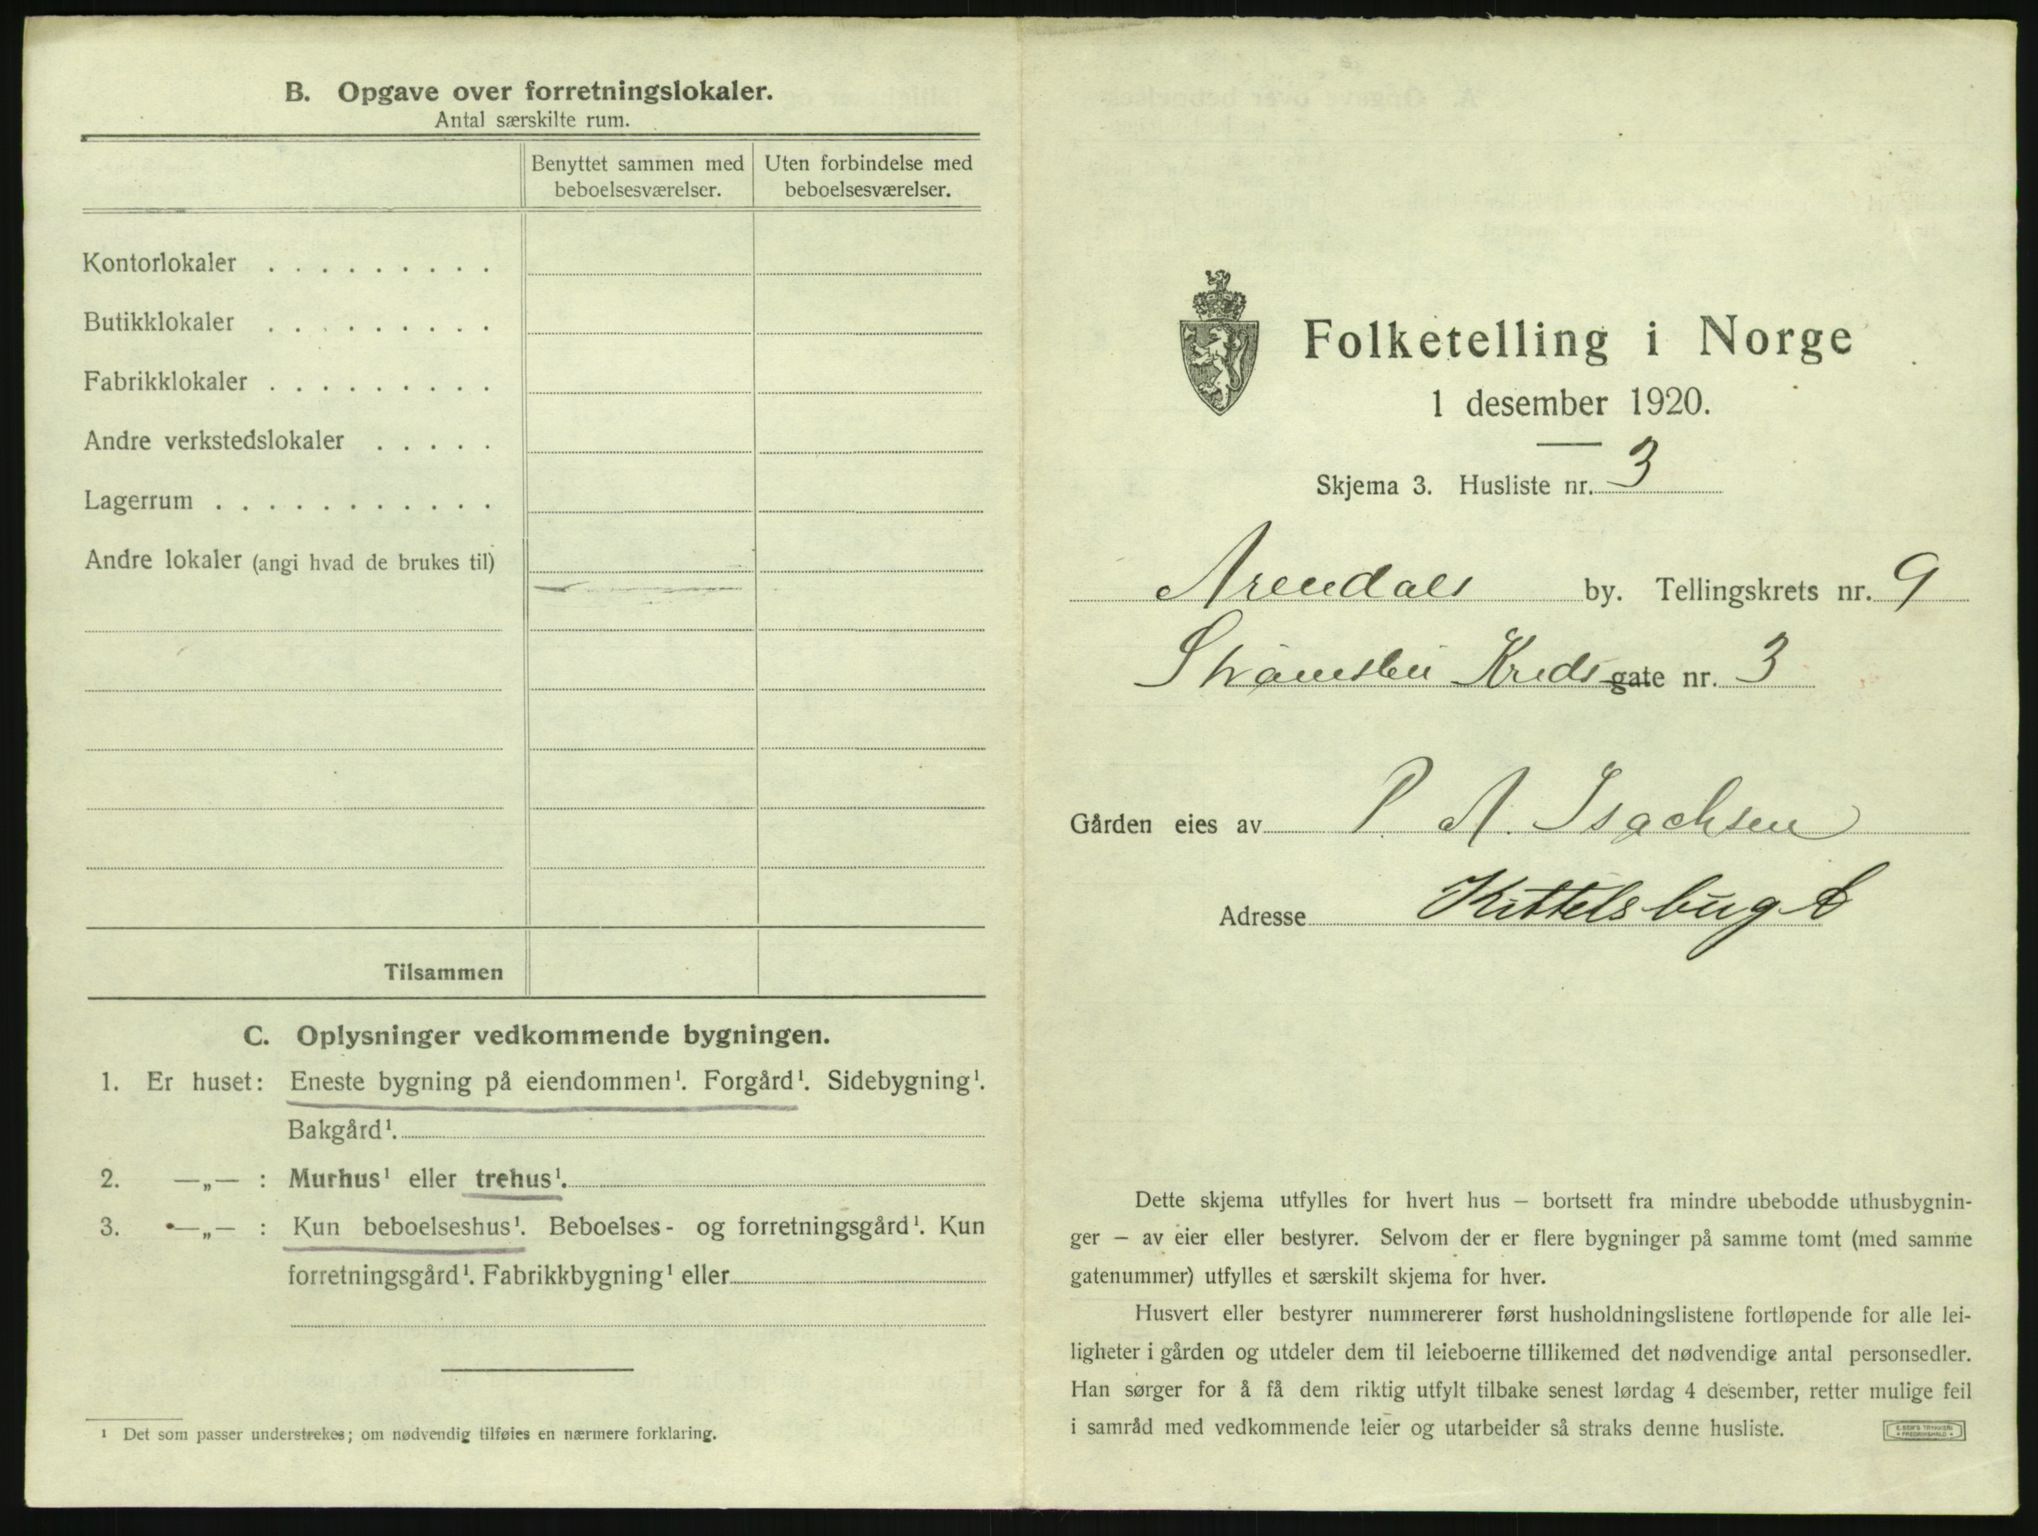 B. Opgave over forretningslokaler.
Antal særskilte rum.
Benyttet sammen med beboelsesværelser.
Uten forbindelse med beboelsesværelser.
Kontorlokaler . . . . . . . . .
Butikklokaler . . . . . . . . .
Fabrikklokaler . . . . . . . . .
Andre verkstedslokaler . . . . .
Lagerrum . . . . . . . . . . .
Andre lokaler (angi hvad de brukes til)
Tilsammen
C. Oplysninger vedkommende bygningen.
1. Er huset: Eneste bygning på eiendommen¹. Forgård¹. Sidebygning¹.
Bakgård¹.
2. —„— : Murhus¹ eller trehus¹.
3. —„— : Kun beboelseshus¹. Beboelses- og forretningsgård¹. Kun
forretningsgård¹. Fabrikkbygning¹ eller
¹ Det som passer understrekes; om nødvendig tilføies en nærmere forklaring.
Folketelling i Norge
1 desember 1920.
Skjema 3. Husliste nr. 3
Arendals by. Tellingskrets nr. 9
Strømsbu Kreds gate nr. 3
Gården eies av P. A. Isachsen
Adresse Kittelsbugt
Dette skjema utfylles for hvert hus – bortsett fra mindre ubebodde uthusbygnin-
ger – av eier eller bestyrer. Selvom der er flere bygninger på samme tomt (med samme
gatenummer) utfylles et særskilt skjema for hver.
Husvert eller bestyrer nummererer først husholdningslistene fortløpende for alle lei-
ligheter i gården og utdeler dem til leieboerne tillikemed det nødvendige antal personsedler.
Han sørger for å få dem riktig utfylt tilbake senest lørdag 4 desember, retter mulige feil
i samråd med vedkommende leier og utarbeider så straks denne husliste.